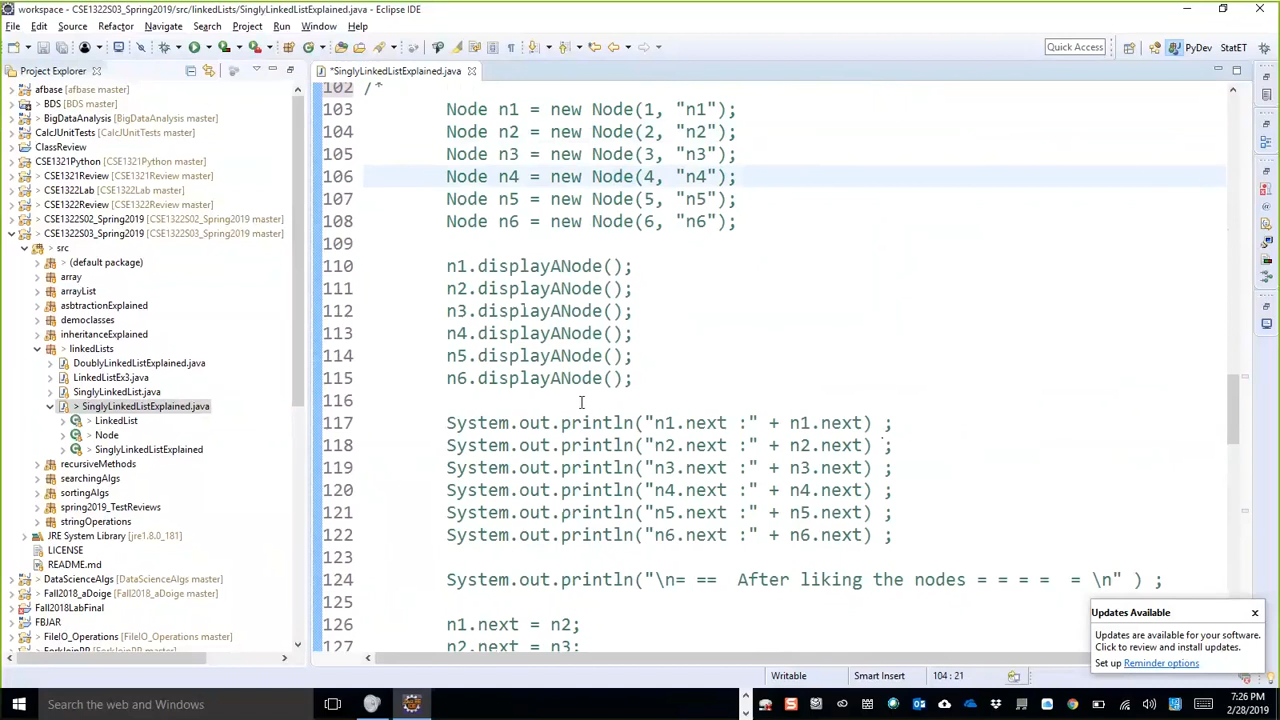 workspace - CSE1322S03_Spring2019/src/linkedLists/SinglyLinkedListExplained.java - Eclipse IDE
File Edit Source Refactor Navigate Search Project Run Window Help
Quick Access
PyDev
StatET
Project Explorer
*SinglyLinkedListExplained.java
afbase [afbase master]
> BDS [BDS master]
> BigDataAnalysis [BigDataAnalysis master]
CalcJUnitTests [CalcJUnitTests master]
ClassReview
CSE1321Python [CSE1321Python master]
> CSE1321Review [CSE1321Review master]
> CSE1322Lab [CSE1322Lab master]
> CSE1322Review [CSE1322Review master]
> CSE1322S02_Spring2019 [CSE1322S02_Spring2019 master]
> CSE1322S03_Spring2019 [CSE1322S03_Spring2019 master]
> src
> (default package)
array
arrayList
asbtractionExplained
democlasses
inheritanceExplained
> linkedLists
DoublyLinkedListExplained.java
LinkedListEx3.java
SinglyLinkedList.java
> SinglyLinkedListExplained.java
> LinkedList
> Node
> SinglyLinkedListExplained
recursiveMethods
searchingAlgs
sortingAlgs
spring2019_TestReviews
stringOperations
JRE System Library [jre1.8.0_181]
LICENSE
README.md
> DataScienceAlgs [DataScienceAlgs master]
> Fall2018_aDoige [Fall2018_aDoige master]
Fall2018LabFinal
FBJAR
> FileIO_Operations [FileIO_Operations master]
102 /*
103 Node n1 = new Node(1, "n1");
104 Node n2 = new Node(2, "n2");
105 Node n3 = new Node(3, "n3");
106 Node n4 = new Node(4, "n4");
107 Node n5 = new Node(5, "n5");
108 Node n6 = new Node(6, "n6");
109
110 n1.displayANode();
111 n2.displayANode();
112 n3.displayANode();
113 n4.displayANode();
114 n5.displayANode();
115 n6.displayANode();
116
117 System.out.println("n1.next :" + n1.next) ;
118 System.out.println("n2.next :" + n2.next) ;
119 System.out.println("n3.next :" + n3.next) ;
120 System.out.println("n4.next :" + n4.next) ;
121 System.out.println("n5.next :" + n5.next) ;
122 System.out.println("n6.next :" + n6.next) ;
123
124 System.out.println("\n= == After liking the nodes = = = = = \n" ) ;
125
126 n1.next = n2;
127 n2.next = n3;
Updates Available
Updates are available for your software.
Click to review and install updates.
Set up Reminder options
Writable Smart Insert 104 : 21
Search the web and Windows
7:26 PM
2/28/2019